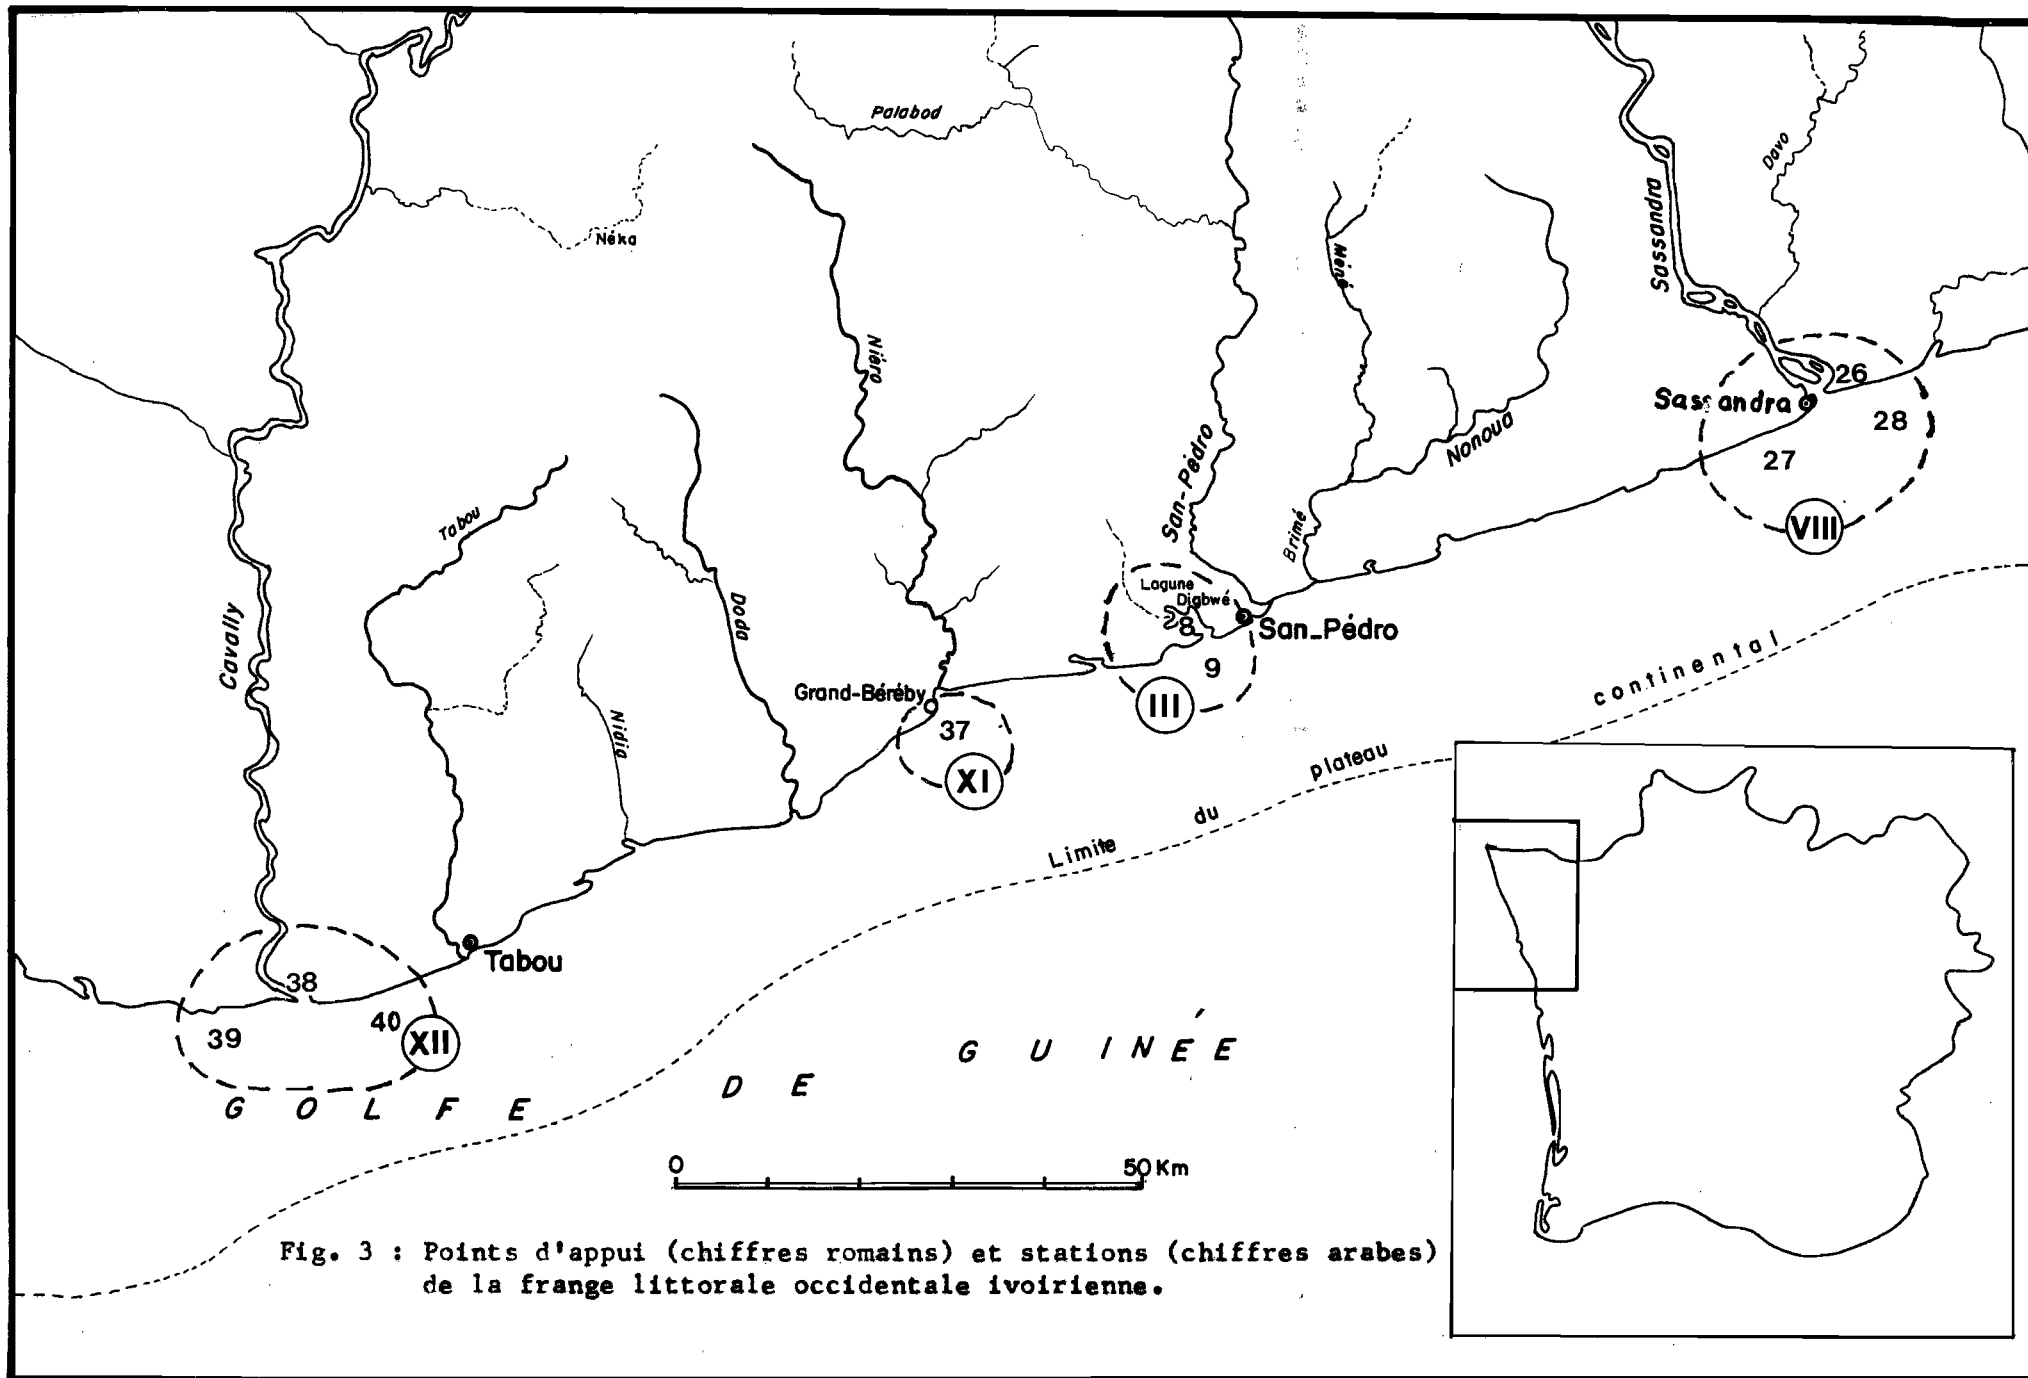 Palabod
Davo
Sassandra
Néka
Méné
Niéro
26
Sassandra
28
Nonoua
San-Pédro
27
Tabou
Brimé
VIII
Lagune
Digbwé
Doda
8
San_Pédro
Cavally
9
continental
Grand-Béréby
III
Nidia
37
plateau
XI
du
Limite
Tabou
38
40
39
XII
GOLFE DE GUINÉE
0 50 Km
Fig. 3 : Points d'appui (chiffres romains) et stations (chiffres arabes)
de la frange littorale occidentale ivoirienne.